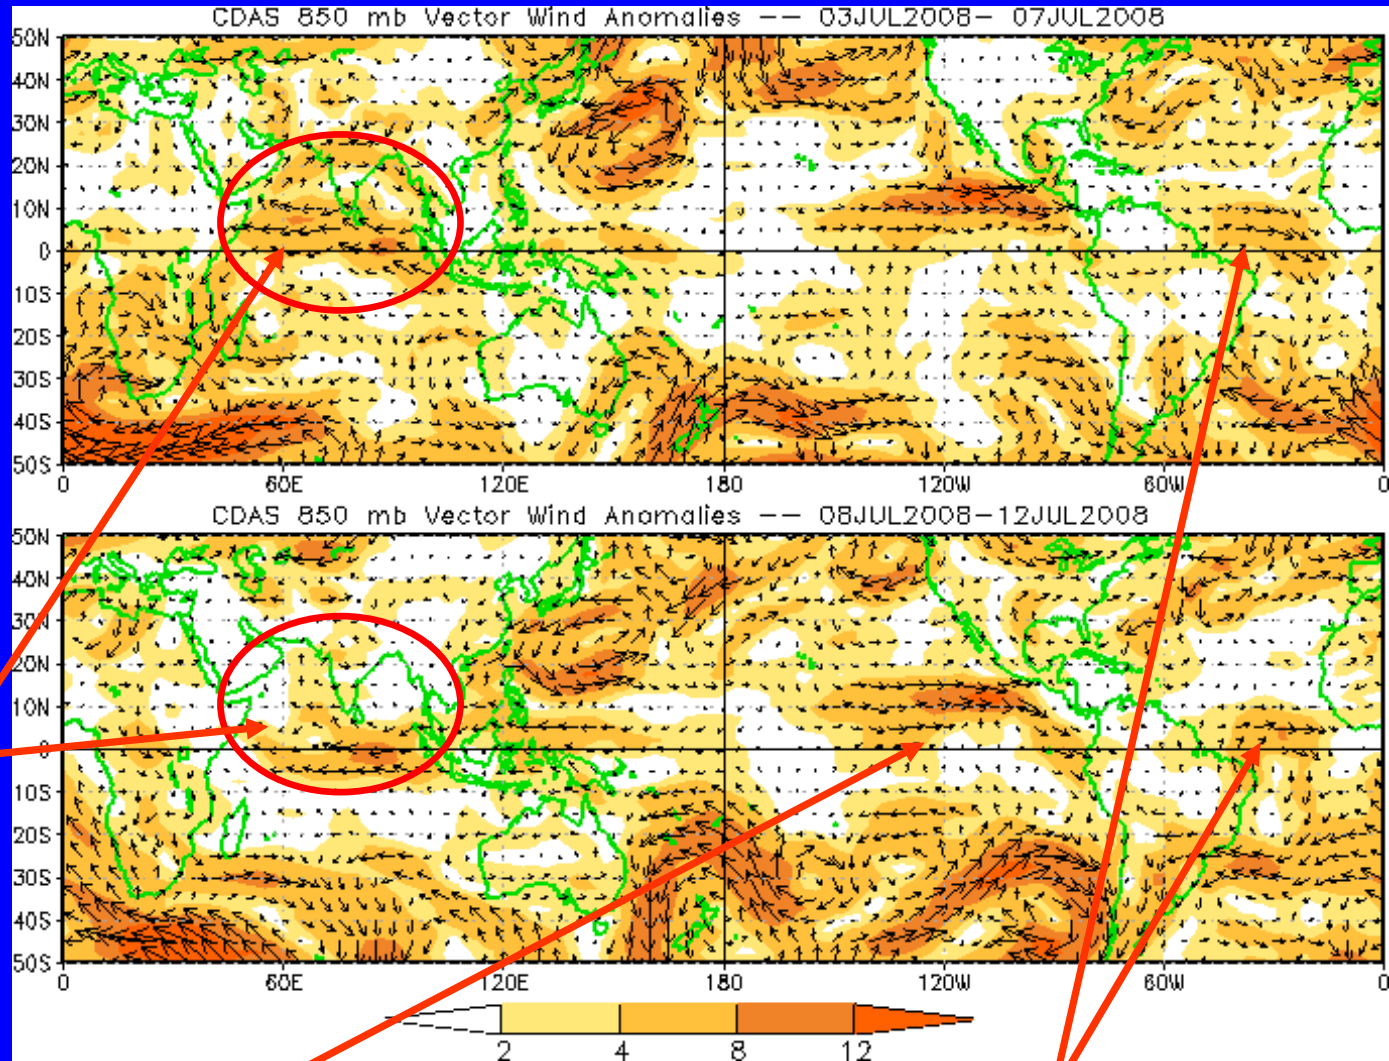 CDAS 850 mb Vector Wind Anomalies -- 03JUL2008- 07JUL2008
50N
40N
30N
20N
10N
0
10S
20S
30S
40S
50S
0 60E 120E 180 120W 60W 0
CDAS 850 mb Vector Wind Anomalies -- 08JUL2008-12JUL2008
50N
40N
30N
20N
10N
0
10S
20S
30S
40S
50S
0 60E 120E 180 120W 60W 0
2 4 8 12